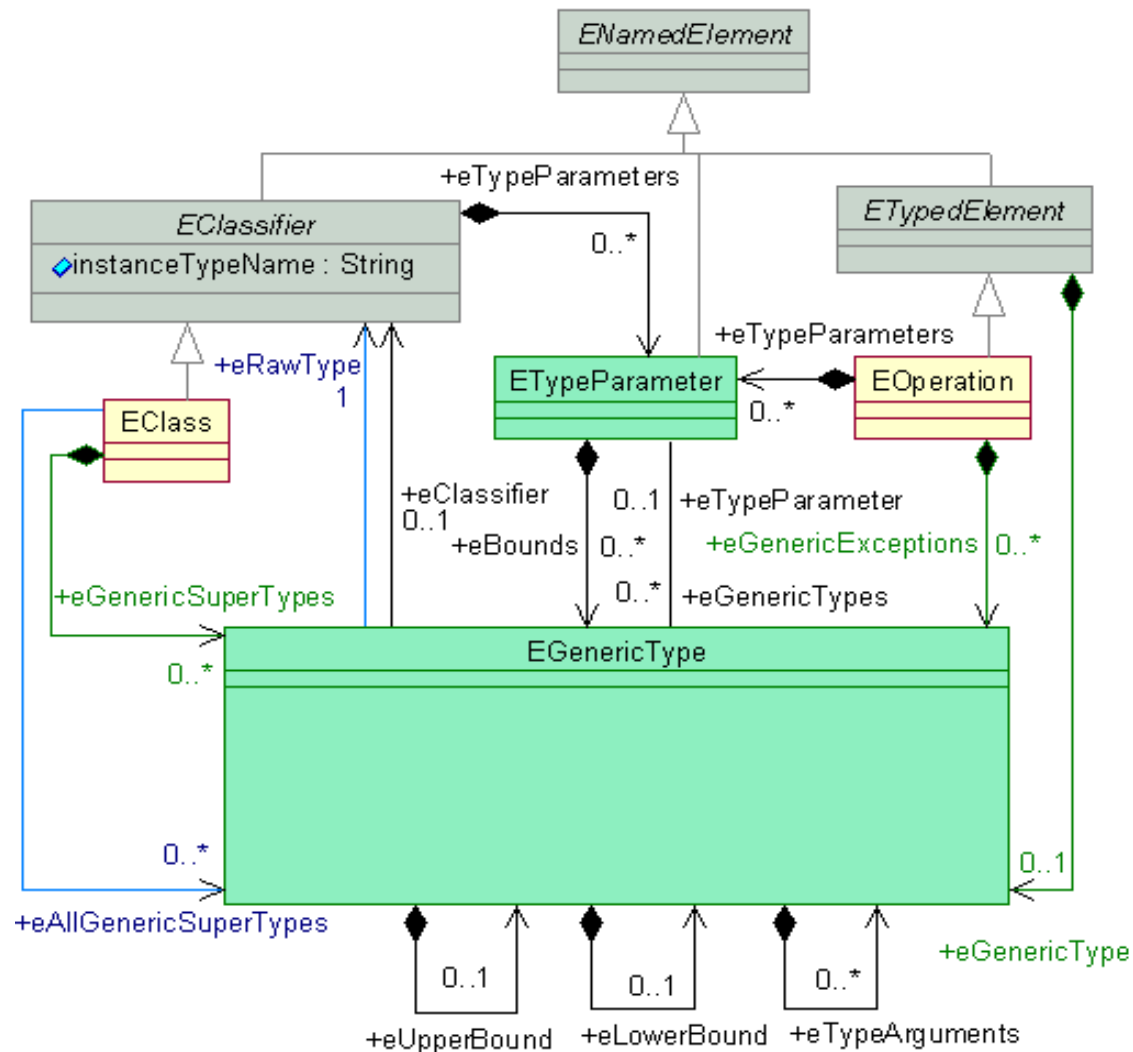 ENamedElement
+eTypeParameters
EClassifier
ETypedElement
instanceTypeName : String
0..*
+eTypeParameters
+eRawType
1
ETypeParameter
EOperation
0..*
EClass
+eClassifier
0..1
0..1
+eTypeParameter
+eBounds
0..*
+eGenericExceptions
0..*
+eGenericSuperTypes
0..*
+eGenericTypes
EGenericType
0..*
0..*
0..1
+eAllGenericSuperTypes
+eGenericType
0..1
0..1
0..*
+eUpperBound
+eLowerBound
+eTypeArguments